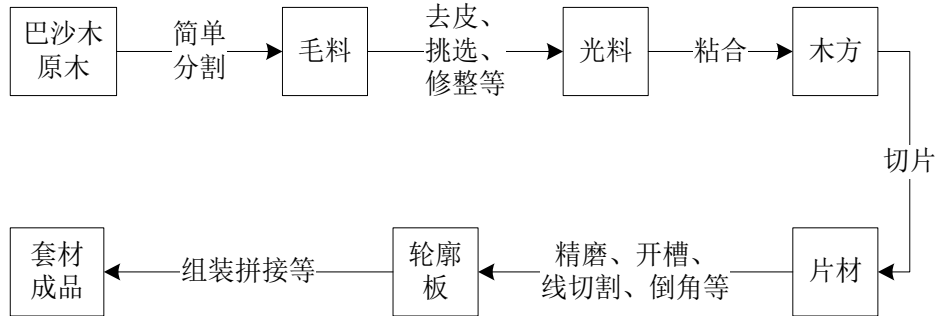 巴沙木
原木
简单
分割
毛料
去皮、
挑选、
修整等
光料
粘合
木方
切片
片材
精磨、开槽、
线切割、倒角等
轮廓
板
组装拼接等
套材
成品